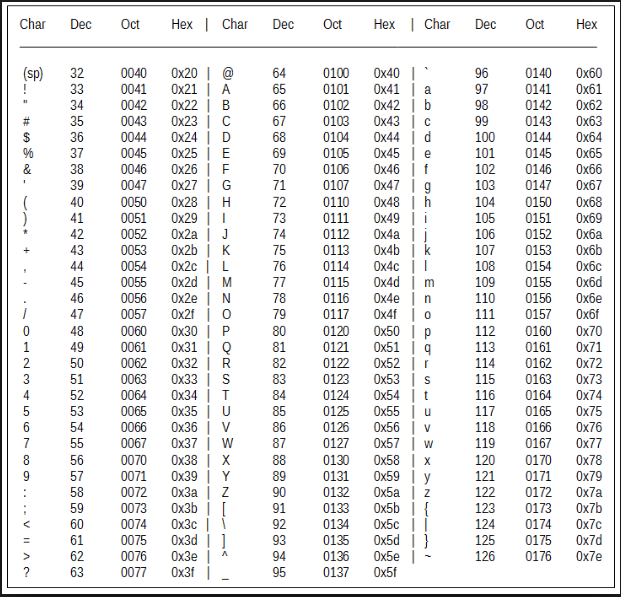 Char Dec Oct Hex | Char Dec Oct Hex | Char Dec Oct Hex
(sp) 32 0040 0x20 | @ 64 0100 0x40 | ` 96 0140 0x60
! 33 0041 0x21 | A 65 0101 0x41 | a 97 0141 0x61
" 34 0042 0x22 | B 66 0102 0x42 | b 98 0142 0x62
# 35 0043 0x23 | C 67 0103 0x43 | c 99 0143 0x63
$ 36 0044 0x24 | D 68 0104 0x44 | d 100 0144 0x64
% 37 0045 0x25 | E 69 0105 0x45 | e 101 0145 0x65
& 38 0046 0x26 | F 70 0106 0x46 | f 102 0146 0x66
' 39 0047 0x27 | G 71 0107 0x47 | g 103 0147 0x67
( 40 0050 0x28 | H 72 0110 0x48 | h 104 0150 0x68
) 41 0051 0x29 | I 73 0111 0x49 | i 105 0151 0x69
* 42 0052 0x2a | J 74 0112 0x4a | j 106 0152 0x6a
+ 43 0053 0x2b | K 75 0113 0x4b | k 107 0153 0x6b
, 44 0054 0x2c | L 76 0114 0x4c | l 108 0154 0x6c
- 45 0055 0x2d | M 77 0115 0x4d | m 109 0155 0x6d
. 46 0056 0x2e | N 78 0116 0x4e | n 110 0156 0x6e
/ 47 0057 0x2f | O 79 0117 0x4f | o 111 0157 0x6f
0 48 0060 0x30 | P 80 0120 0x50 | p 112 0160 0x70
1 49 0061 0x31 | Q 81 0121 0x51 | q 113 0161 0x71
2 50 0062 0x32 | R 82 0122 0x52 | r 114 0162 0x72
3 51 0063 0x33 | S 83 0123 0x53 | s 115 0163 0x73
4 52 0064 0x34 | T 84 0124 0x54 | t 116 0164 0x74
5 53 0065 0x35 | U 85 0125 0x55 | u 117 0165 0x75
6 54 0066 0x36 | V 86 0126 0x56 | v 118 0166 0x76
7 55 0067 0x37 | W 87 0127 0x57 | w 119 0167 0x77
8 56 0070 0x38 | X 88 0130 0x58 | x 120 0170 0x78
9 57 0071 0x39 | Y 89 0131 0x59 | y 121 0171 0x79
: 58 0072 0x3a | Z 90 0132 0x5a | z 122 0172 0x7a
; 59 0073 0x3b | [ 91 0133 0x5b | { 123 0173 0x7b
< 60 0074 0x3c | \ 92 0134 0x5c | | 124 0174 0x7c
= 61 0075 0x3d | ] 93 0135 0x5d | } 125 0175 0x7d
> 62 0076 0x3e | ^ 94 0136 0x5e | ~ 126 0176 0x7e
? 63 0077 0x3f | _ 95 0137 0x5f